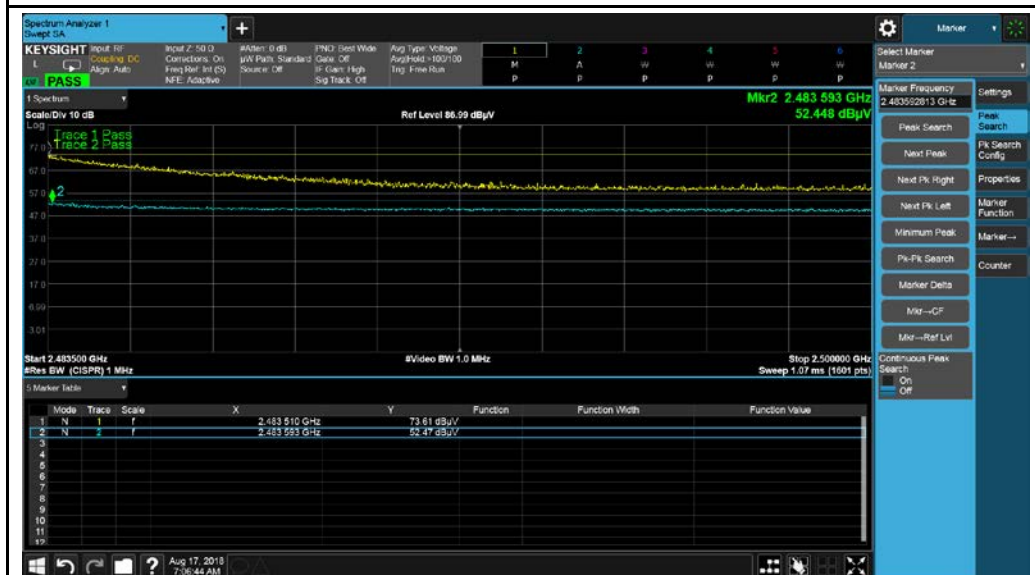 Spectrum Analyzer 1
Swept SA
+
Marker
KEYSIGHT Input: RF Input Z: 50 Ω #Atten: 0 dB PNO: Best Wide Avg Type: Voltage 1 2 3 4 5 6
L Coupling: DC Corrections: On µW Path: Standard Gate: Off Avg|Hold: >100/100 M A W W W W
Align: Auto Freq Ref: Int (S) Source: Off IF Gain: High Trig: Free Run P P P P P P
PASS NFE: Adaptive Sig Track: Off
Select Marker
Marker 2
1 Spectrum
Mkr2 2.483 593 GHz
Scale/Div 10 dB Ref Level 86.99 dBµV 52.448 dBµV
Log
Trace 1 Pass
Trace 2 Pass
77.0
67.0
57.0
2
47.0
37.0
27.0
17.0
6.99
3.01
Start 2.483500 GHz #Video BW 1.0 MHz Stop 2.500000 GHz
#Res BW (CISPR) 1 MHz Sweep 1.07 ms (1601 pts)
5 Marker Table
Mode Trace Scale X Y Function Function Width Function Value
1 N 1 f 2.483 510 GHz 73.61 dBµV
2 N 2 f 2.483 593 GHz 52.47 dBµV
3
4
5
6
7
8
9
10
11
12
Marker Frequency
2.483592813 GHz
Peak Search
Next Peak
Next Pk Right
Next Pk Left
Minimum Peak
Pk-Pk Search
Marker Delta
Mkr→CF
Mkr→Ref Lvl
Continuous Peak
Search
On
Off
Settings
Peak
Search
Pk Search
Config
Properties
Marker
Function
Marker→
Counter
? Aug 17, 2018
7:06:44 AM